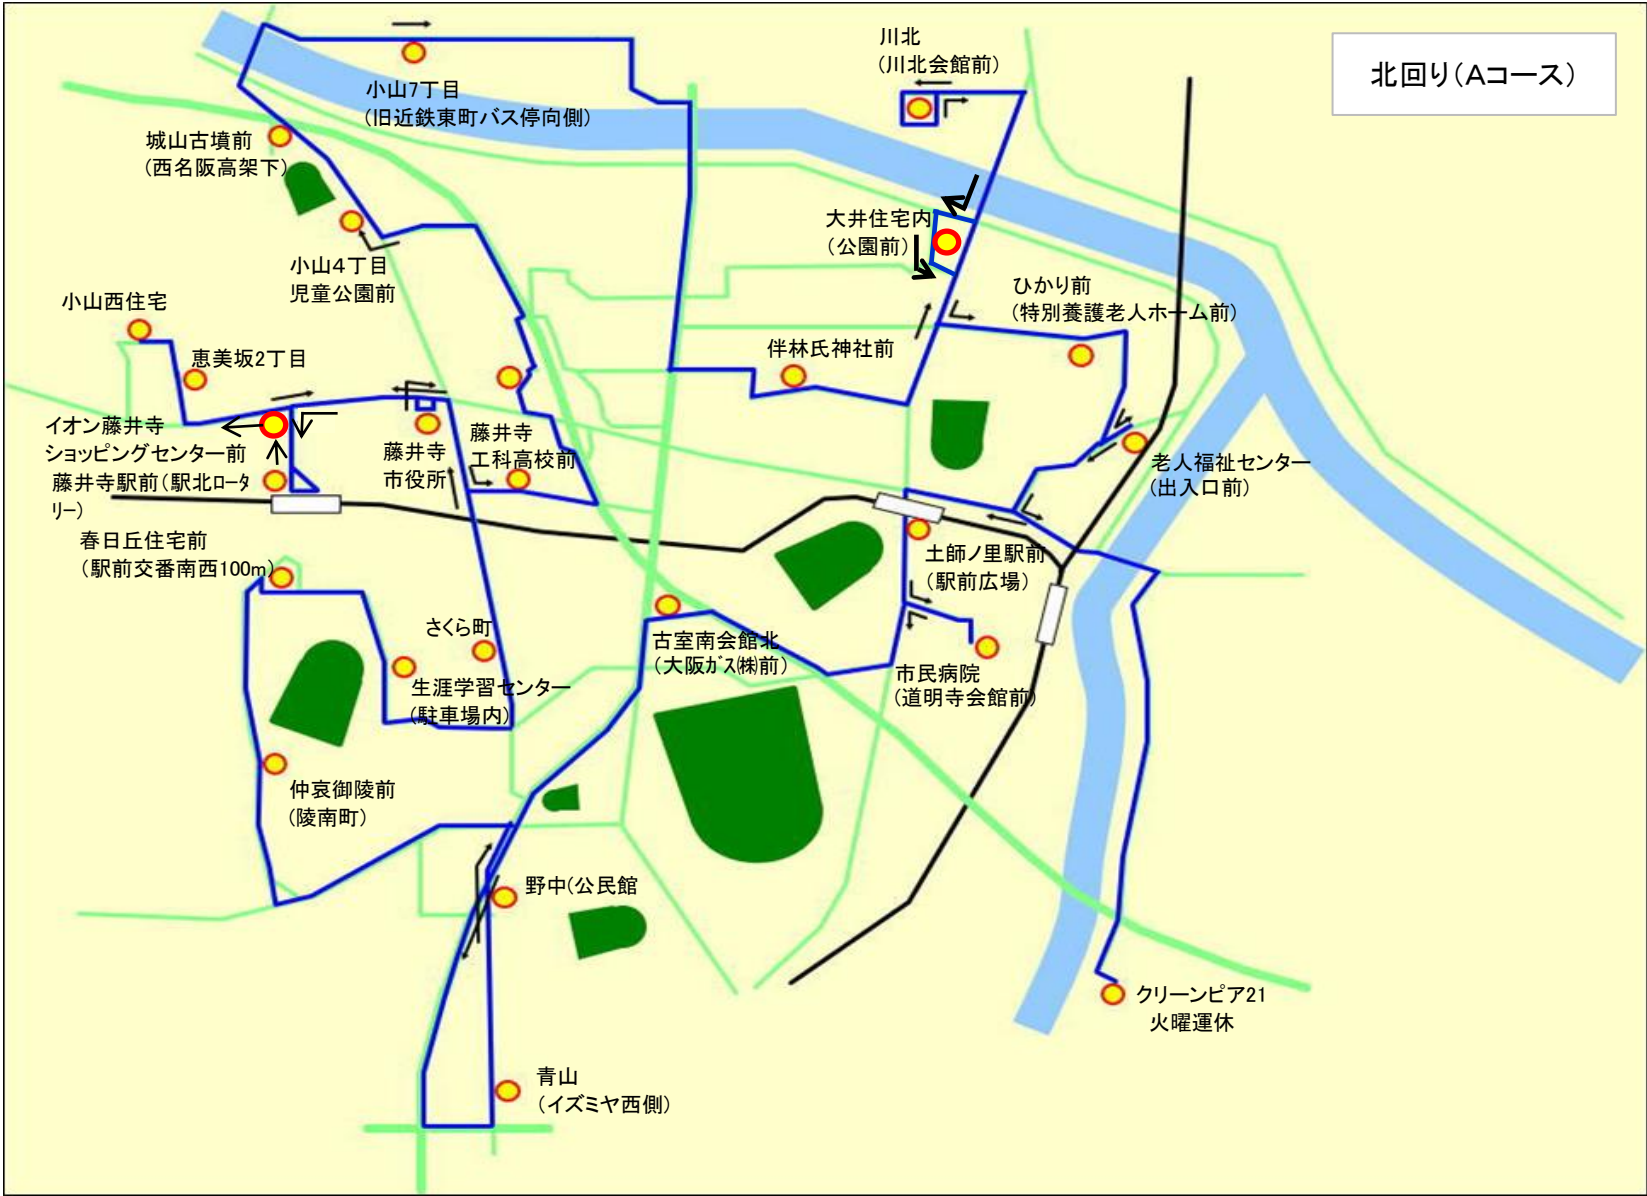 北回り(Aコース)
川北
(川北会館前)
小山7丁目
(旧近鉄東町バス停向側)
城山古墳前
(西名阪高架下)
大井住宅内
(公園前)
小山4丁目
児童公園前
ひかり前
(特別養護老人ホーム前)
小山西住宅
恵美坂2丁目
伴林氏神社前
イオン藤井寺
ショッピングセンター前
藤井寺駅前(駅北ロータ
リー)
藤井寺
市役所
藤井寺
工科高校前
老人福祉センター
(出入口前)
春日丘住宅前
(駅前交番南西100m)
土師ノ里駅前
(駅前広場)
さくら町
古室南会館北
(大阪ガス㈱前)
市民病院
(道明寺会館前)
生涯学習センター
(駐車場内)
仲哀御陵前
(陵南町)
野中(公民館
クリーンピア21
火曜運休
青山
(イズミヤ西側)